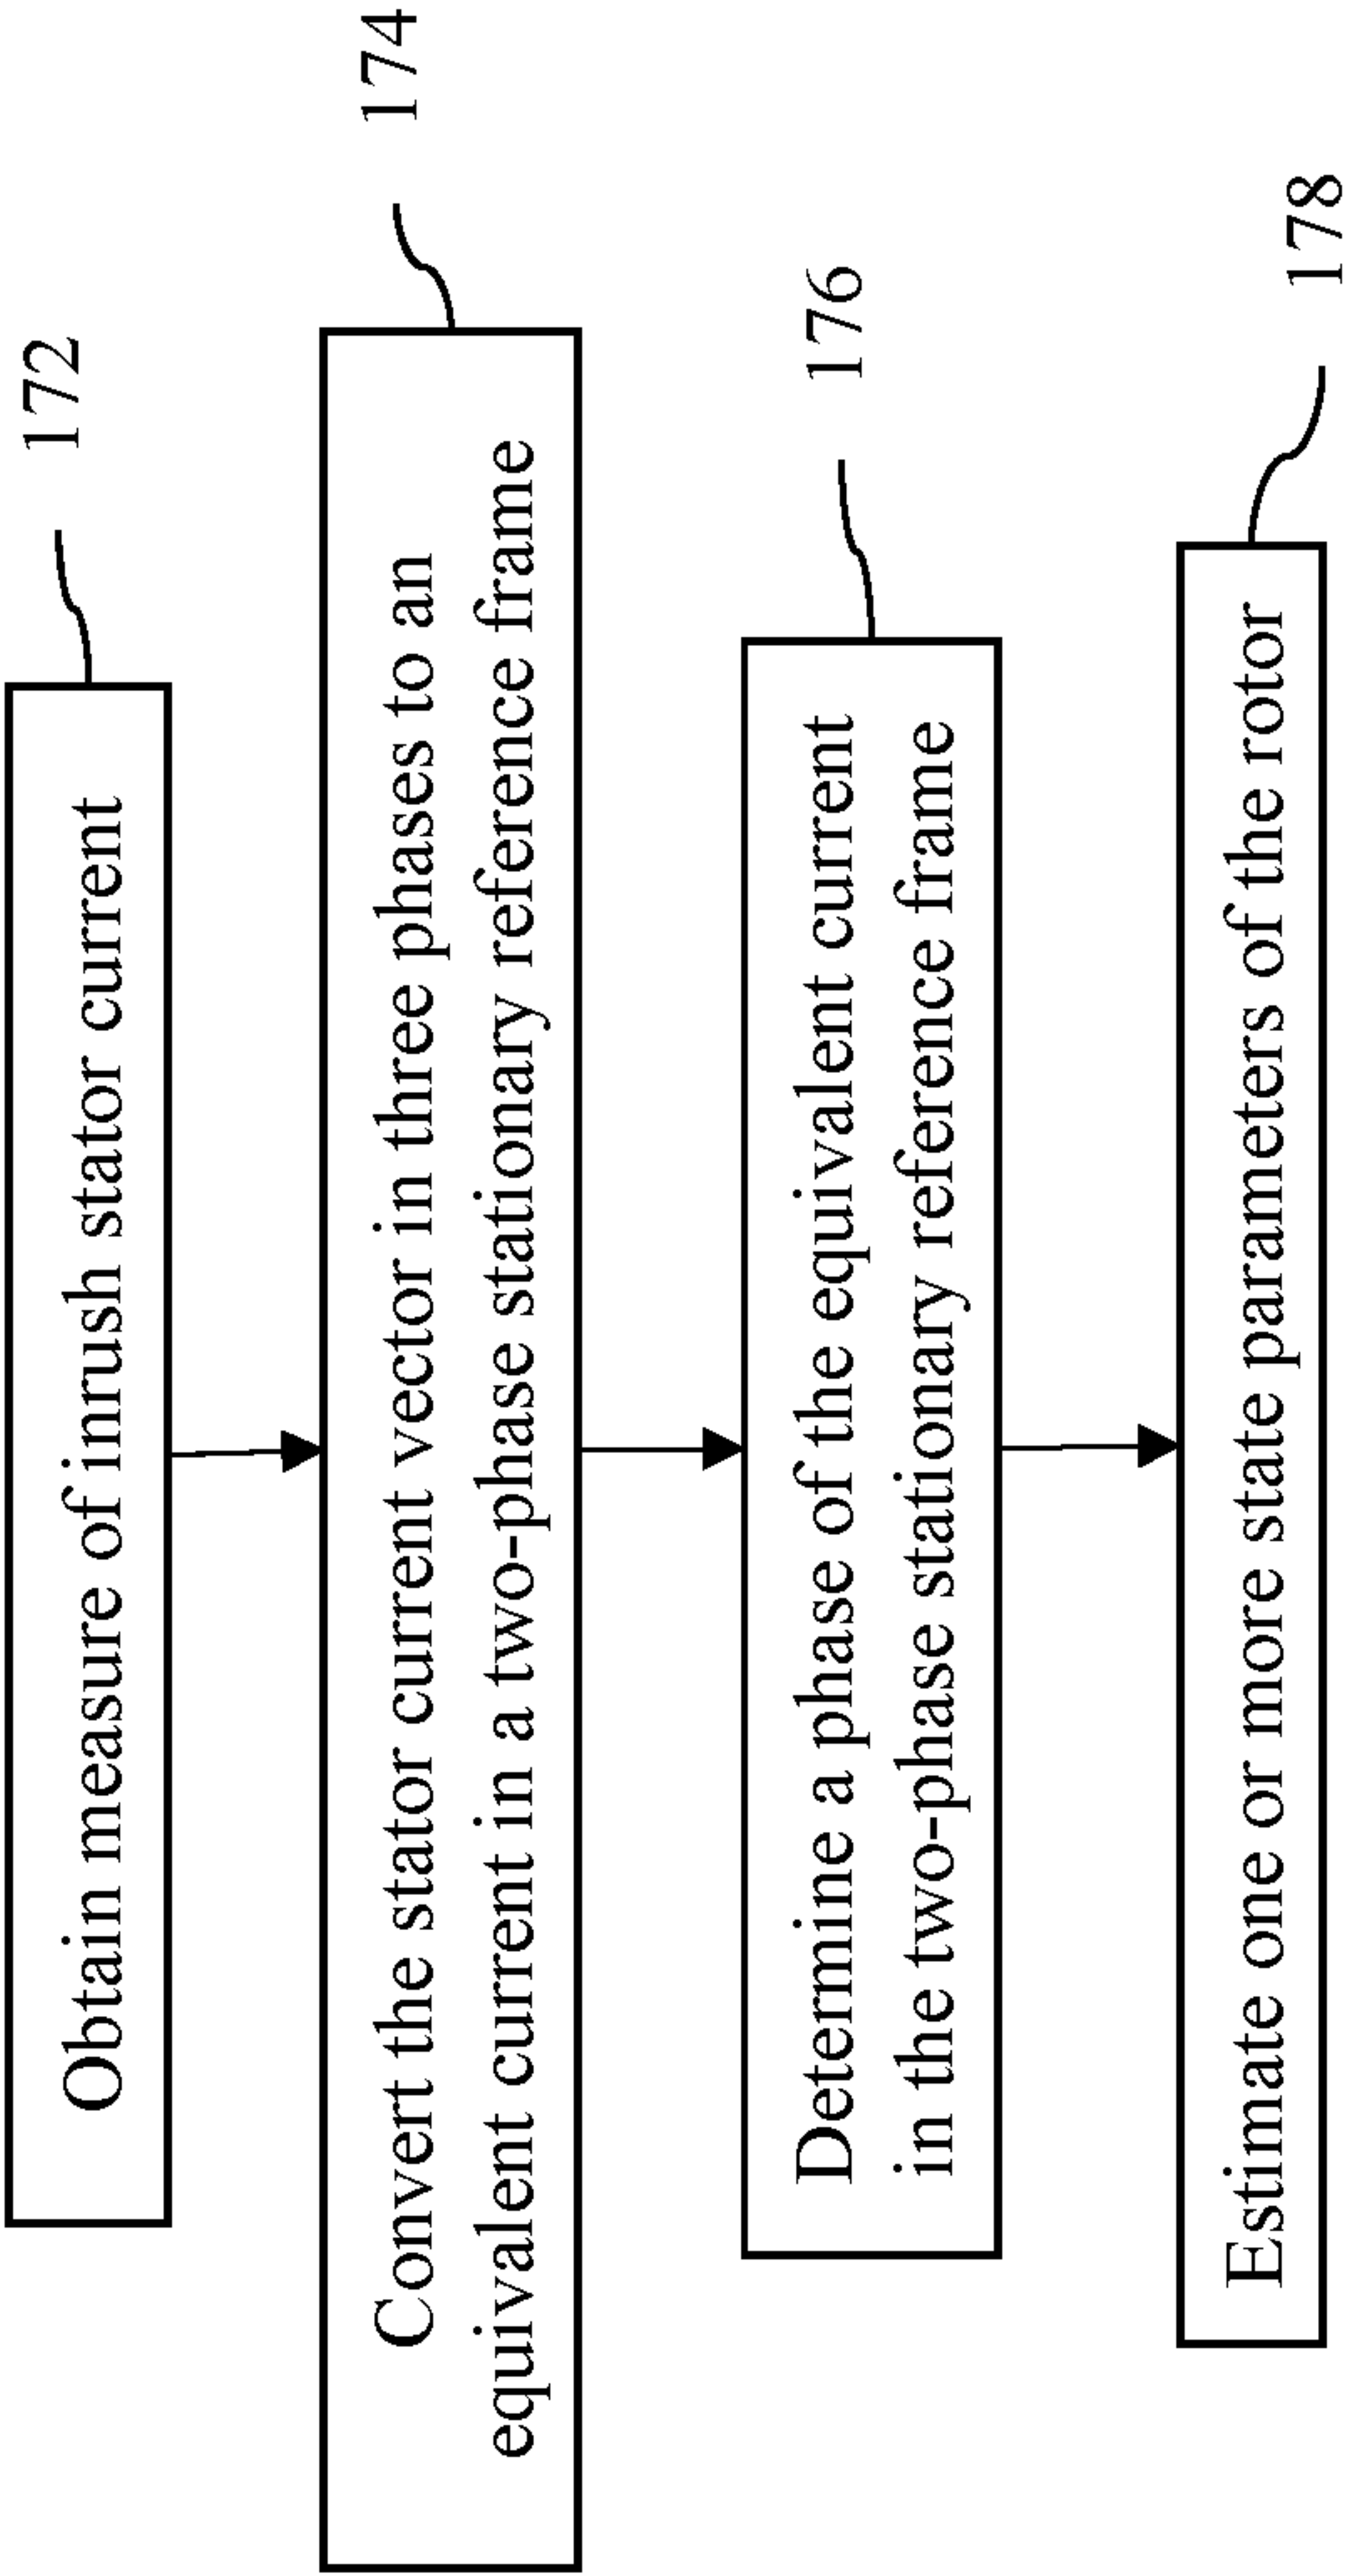 Obtain measure of inrush stator current
172
Convert the stator current vector in three phases to an
equivalent current in a two-phase stationary reference frame
174
Determine a phase of the equivalent current
in the two-phase stationary reference frame
176
Estimate one or more state parameters of the rotor
178